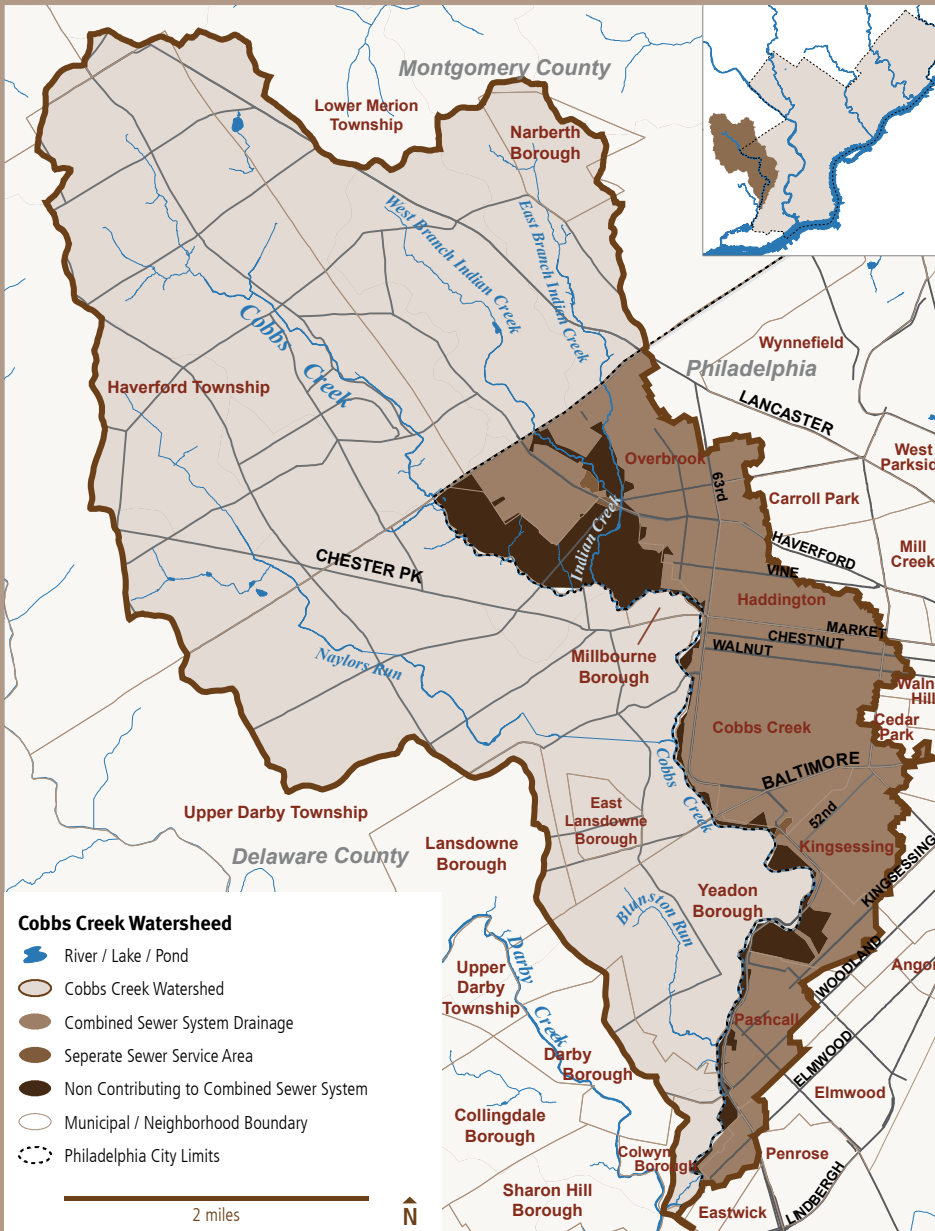 Montgomery County
Lower Merion
Township
Narberth
Borough
West Branch Indian Creek
East Branch Indian Creek
Cobbs
Creek
Haverford Township
Wynnefield
Philadelphia
LANCASTER
Overbrook
63rd
West
Parksid
Carroll Park
Indian Creek
HAVERFORD
Mill
Creek
CHESTER PK
VINE
Haddington
MARKET
CHESTNUT
WALNUT
Millbourne
Borough
Naylors Run
Waln
Hill
Cedar
Park
Cobbs Creek
Cobbs Creek
BALTIMORE
Upper Darby Township
East
Lansdowne
Borough
52nd
Kingsessing
KINGSESSING
Lansdowne
Borough
Delaware County
Yeadon
Borough
Blunston Run
Darby
Creek
WOODLAND
Angor
Upper
Darby
Township
Pashcall
ELMWOOD
Darby
Borough
Elmwood
Collingdale
Borough
Colwyn
Borough
Penrose
LINDBERGH
Sharon Hill
Borough
Eastwick
Cobbs Creek Watersheed
River / Lake / Pond
Cobbs Creek Watershed
Combined Sewer System Drainage
Seperate Sewer Service Area
Non Contributing to Combined Sewer System
Municipal / Neighborhood Boundary
Philadelphia City Limits
2 miles
N